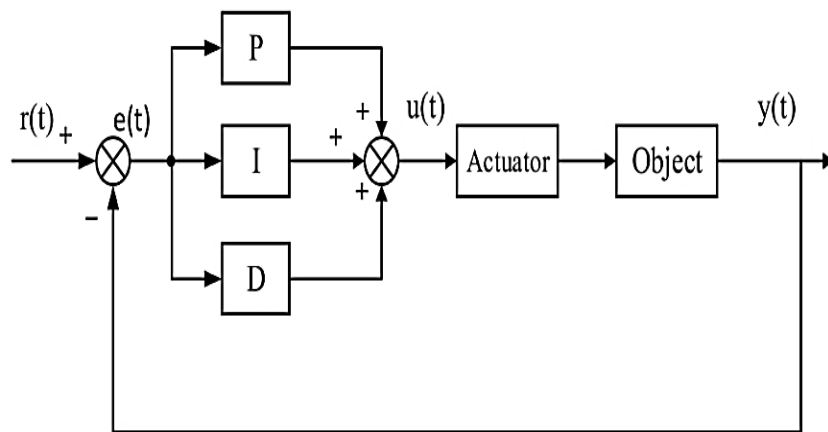 P
r(t)
+
e(t)
+
u(t)
y(t)
+
I
Actuator
Object
+
−
D